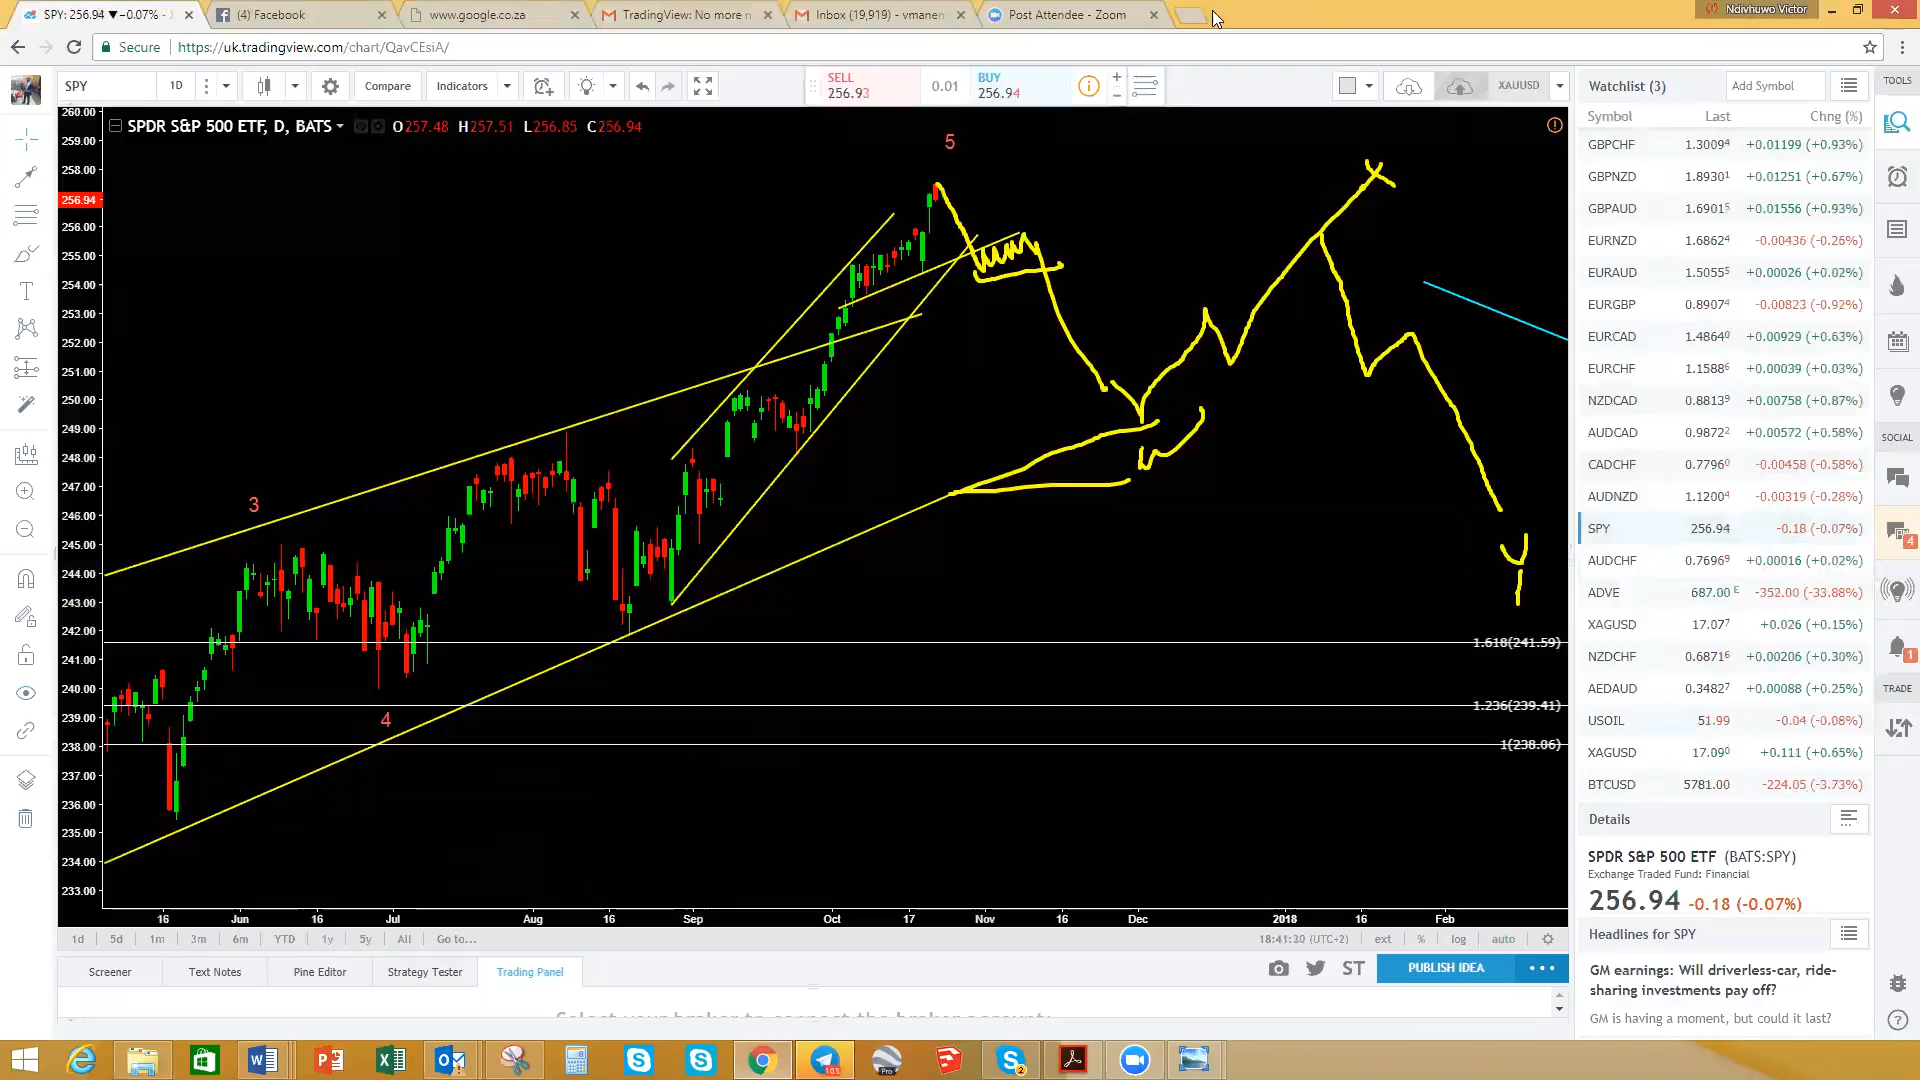 SPY: 256.94 ▼−0.07% -
(4) Facebook
www.google.co.za
TradingView: No more n
Inbox (19,919) - vmanen
Post Attendee - Zoom
Ndivhuwo Victor
Secure
https://uk.tradingview.com/chart/QavCEsiA/
SPY
1D
Compare
Indicators
SELL
256.93
0.01
BUY
256.94
XAUUSD
SPDR S&P 500 ETF, D, BATS
O257.48 H257.51 L256.85 C256.94
260.00
259.00
258.00
256.94
256.00
255.00
254.00
253.00
252.00
251.00
250.00
249.00
248.00
247.00
246.00
245.00
244.00
243.00
242.00
241.00
240.00
239.00
238.00
237.00
236.00
235.00
234.00
233.00
5
3
4
X
W
Y
1.618(241.59)
1.236(239.41)
1(238.06)
16 Jun 16 Jul Aug 16 Sep Oct 17 Nov 16 Dec 2018 16 Feb
1d 5d 1m 3m 6m YTD 1y 5y All Go to...
18:41:30 (UTC+2) ext % log auto
Screener
Text Notes
Pine Editor
Strategy Tester
Trading Panel
ST
PUBLISH IDEA
Watchlist (3)
Add Symbol
Symbol Last Chng (%)
GBPCHF 1.30094 +0.01199 (+0.93%)
GBPNZD 1.89301 +0.01251 (+0.67%)
GBPAUD 1.69015 +0.01556 (+0.93%)
EURNZD 1.68624 -0.00436 (-0.26%)
EURAUD 1.50555 +0.00026 (+0.02%)
EURGBP 0.89074 -0.00823 (-0.92%)
EURCAD 1.48640 +0.00929 (+0.63%)
EURCHF 1.15886 +0.00039 (+0.03%)
NZDCAD 0.88139 +0.00758 (+0.87%)
AUDCAD 0.98722 +0.00572 (+0.58%)
CADCHF 0.77960 -0.00458 (-0.58%)
AUDNZD 1.12004 -0.00319 (-0.28%)
SPY 256.94 -0.18 (-0.07%)
AUDCHF 0.76969 +0.00016 (+0.02%)
ADVE 687.00 E -352.00 (-33.88%)
XAGUSD 17.077 +0.026 (+0.15%)
NZDCHF 0.68716 +0.00206 (+0.30%)
AEDAUD 0.34827 +0.00088 (+0.25%)
USOIL 51.99 -0.04 (-0.08%)
XAGUSD 17.090 +0.111 (+0.65%)
BTCUSD 5781.00 -224.05 (-3.73%)
Details
SPDR S&P 500 ETF (BATS:SPY)
Exchange Traded Fund: Financial
256.94 -0.18 (-0.07%)
Headlines for SPY
GM earnings: Will driverless-car, ride-
sharing investments pay off?
GM is having a moment, but could it last?
TOOLS
SOCIAL
4
1
TRADE
Pro
105
2